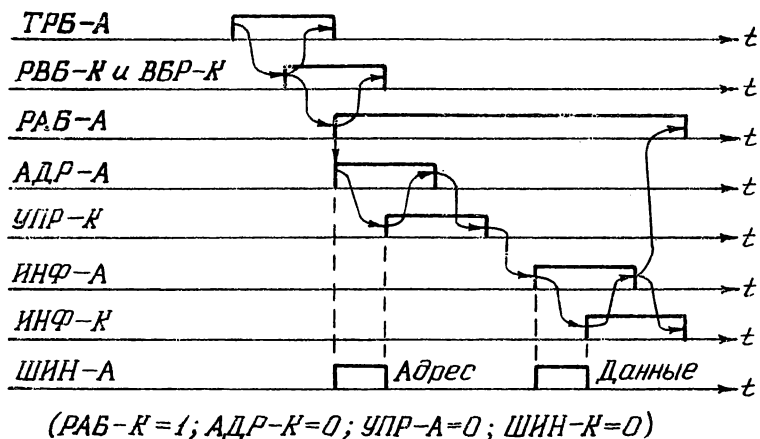 ТРБ-А
t
РВБ-К и ВБР-К
t
РАБ-А
t
АДР-А
t
УПР-К
t
ИНФ-А
t
ИНФ-К
t
ШИН-А Адрес Данные
t
(РАБ-К=1; АДР-К=0; УПР-А=0; ШИН-К=0)